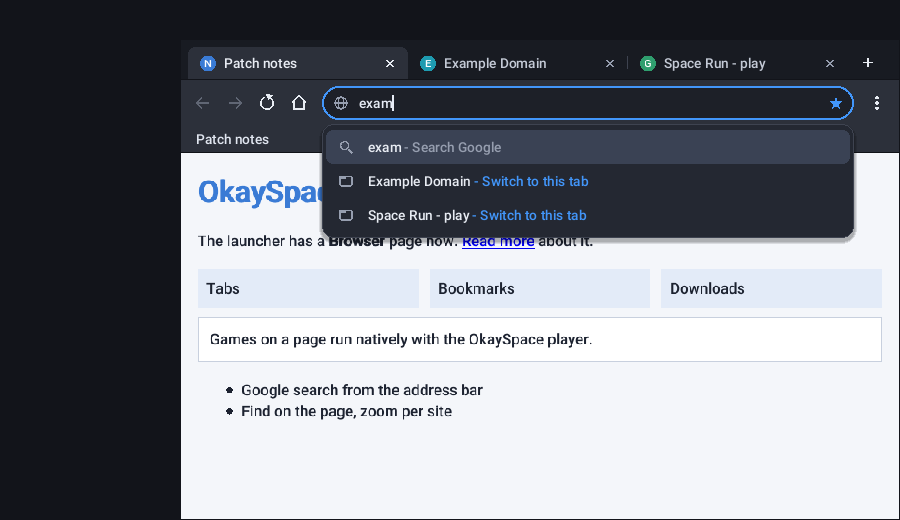 N Patch notes
E Example Domain
G Space Run - play
exam
Patch notes
exam - Search Google
Example Domain - Switch to this tab
Space Run - play - Switch to this tab
OkaySpac
The launcher has a Browser page now. Read more about it.
Tabs
Bookmarks
Downloads
Games on a page run natively with the OkaySpace player.
Google search from the address bar
Find on the page, zoom per site